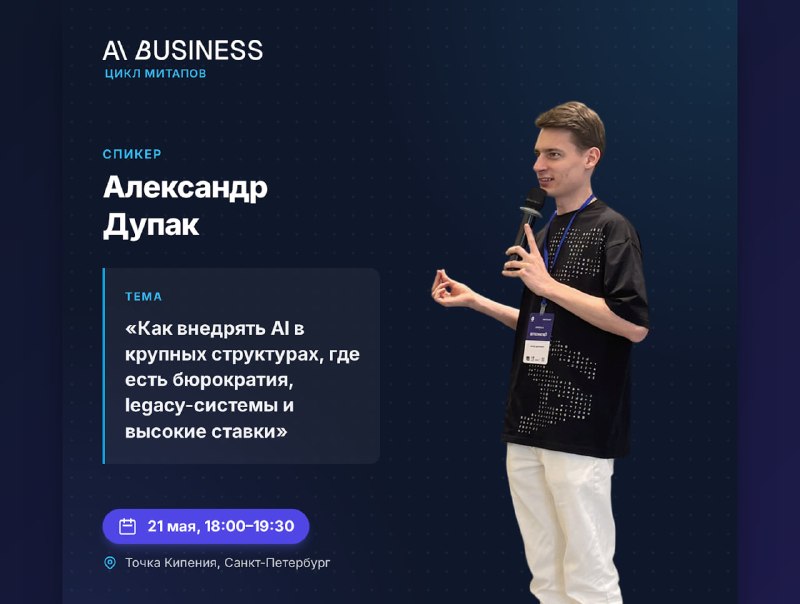 AI BUSINESS
ЦИКЛ МИТАПОВ
СПИКЕР
Александр
Дупак
ТЕМА
«Как внедрять AI в
крупных структурах, где
есть бюрократия,
legacy-системы и
высокие ставки»
21 мая, 18:00–19:30
Точка Кипения, Санкт-Петербург